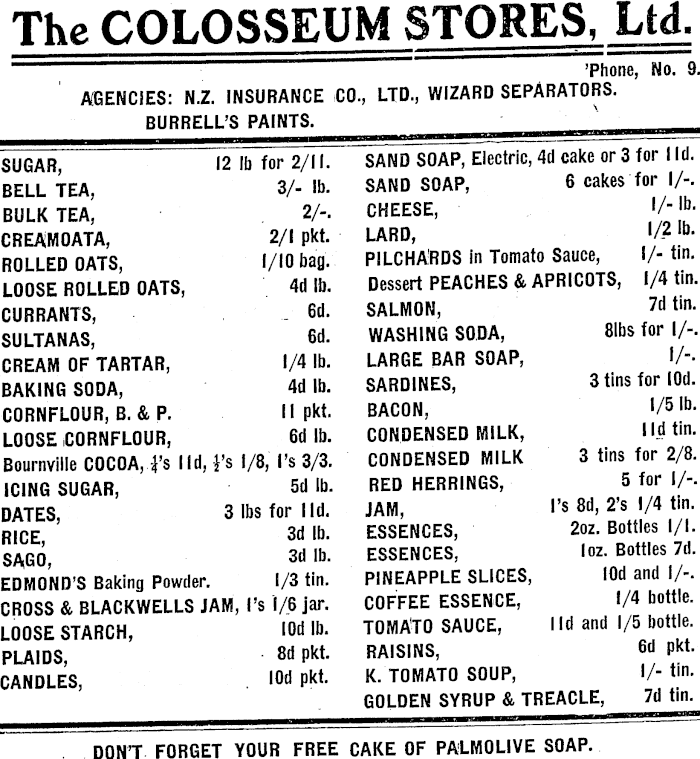 The COLOSSEUM STORES, Ltd.
'Phone, No. 9.
AGENCIES: N.Z. INSURANCE CO., LTD., WIZARD SEPARATORS.
BURRELL'S PAINTS.
SUGAR, 12 lb for 2/11.
BELL TEA, 3/- lb.
BULK TEA, 2/-.
CREAMOATA, 2/1 pkt.
ROLLED OATS, 1/10 bag.
LOOSE ROLLED OATS, 4d lb.
CURRANTS, 6d.
SULTANAS, 6d.
CREAM OF TARTAR, 1/4 lb.
BAKING SODA, 4d lb.
CORNFLOUR, B. & P. 11 pkt.
LOOSE CORNFLOUR, 6d lb.
Bournville COCOA, ¼'s 11d, ½'s 1/8, 1's 3/3.
ICING SUGAR, 5d lb.
DATES, 3 lbs for 11d.
RICE, 3d lb.
SAGO, 3d lb.
EDMOND'S Baking Powder. 1/3 tin.
CROSS & BLACKWELLS JAM, 1's 1/6 jar.
LOOSE STARCH, 10d lb.
PLAIDS, 8d pkt.
CANDLES, 10d pkt.
SAND SOAP, Electric, 4d cake or 3 for 11d.
SAND SOAP, 6 cakes for 1/-.
CHEESE, 1/- lb.
LARD, 1/2 lb.
PILCHARDS in Tomato Sauce, 1/- tin.
Dessert PEACHES & APRICOTS, 1/4 tin.
SALMON, 7d tin.
WASHING SODA, 8lbs for 1/-.
LARGE BAR SOAP, 1/-.
SARDINES, 3 tins for 10d.
BACON, 1/5 lb.
CONDENSED MILK, 11d tin.
CONDENSED MILK 3 tins for 2/8.
RED HERRINGS, 5 for 1/-.
JAM, 1's 8d, 2's 1/4 tin.
ESSENCES, 2oz. Bottles 1/1.
ESSENCES, 1oz. Bottles 7d.
PINEAPPLE SLICES, 10d and 1/-.
COFFEE ESSENCE, 1/4 bottle.
TOMATO SAUCE, 11d and 1/5 bottle.
RAISINS, 6d pkt.
K. TOMATO SOUP, 1/- tin.
GOLDEN SYRUP & TREACLE, 7d tin.
DON'T FORGET YOUR FREE CAKE OF PALMOLIVE SOAP.